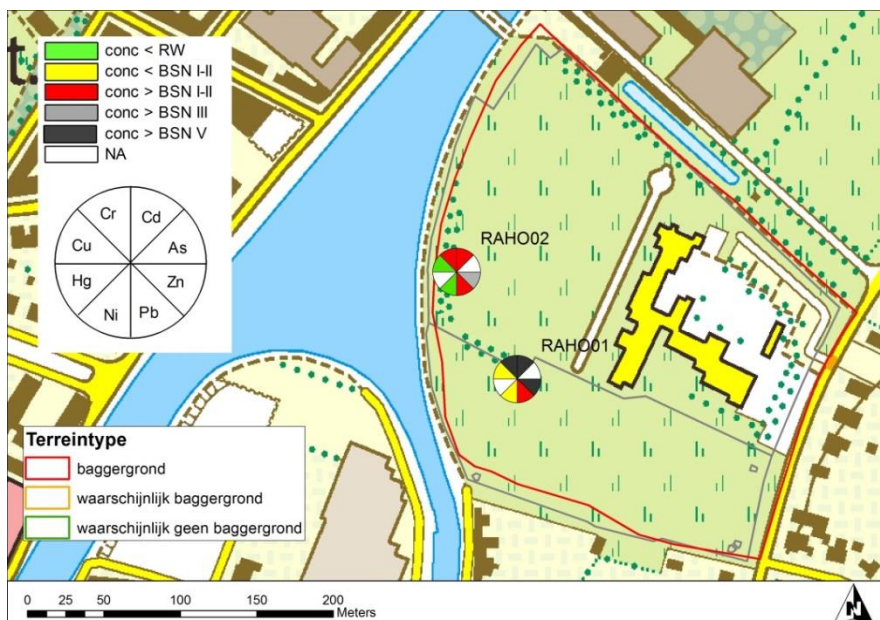 t.
conc < RW
conc < BSN I-II
conc > BSN I-II
conc > BSN III
conc > BSN V
NA
Cr Cd
Cu As
Hg Zn
Ni Pb
RAHO02
RAHO01
Terreintype
baggergrond
waarschijnlijk baggergrond
waarschijnlijk geen baggergrond
0 25 50 100 150 200
Meters
N